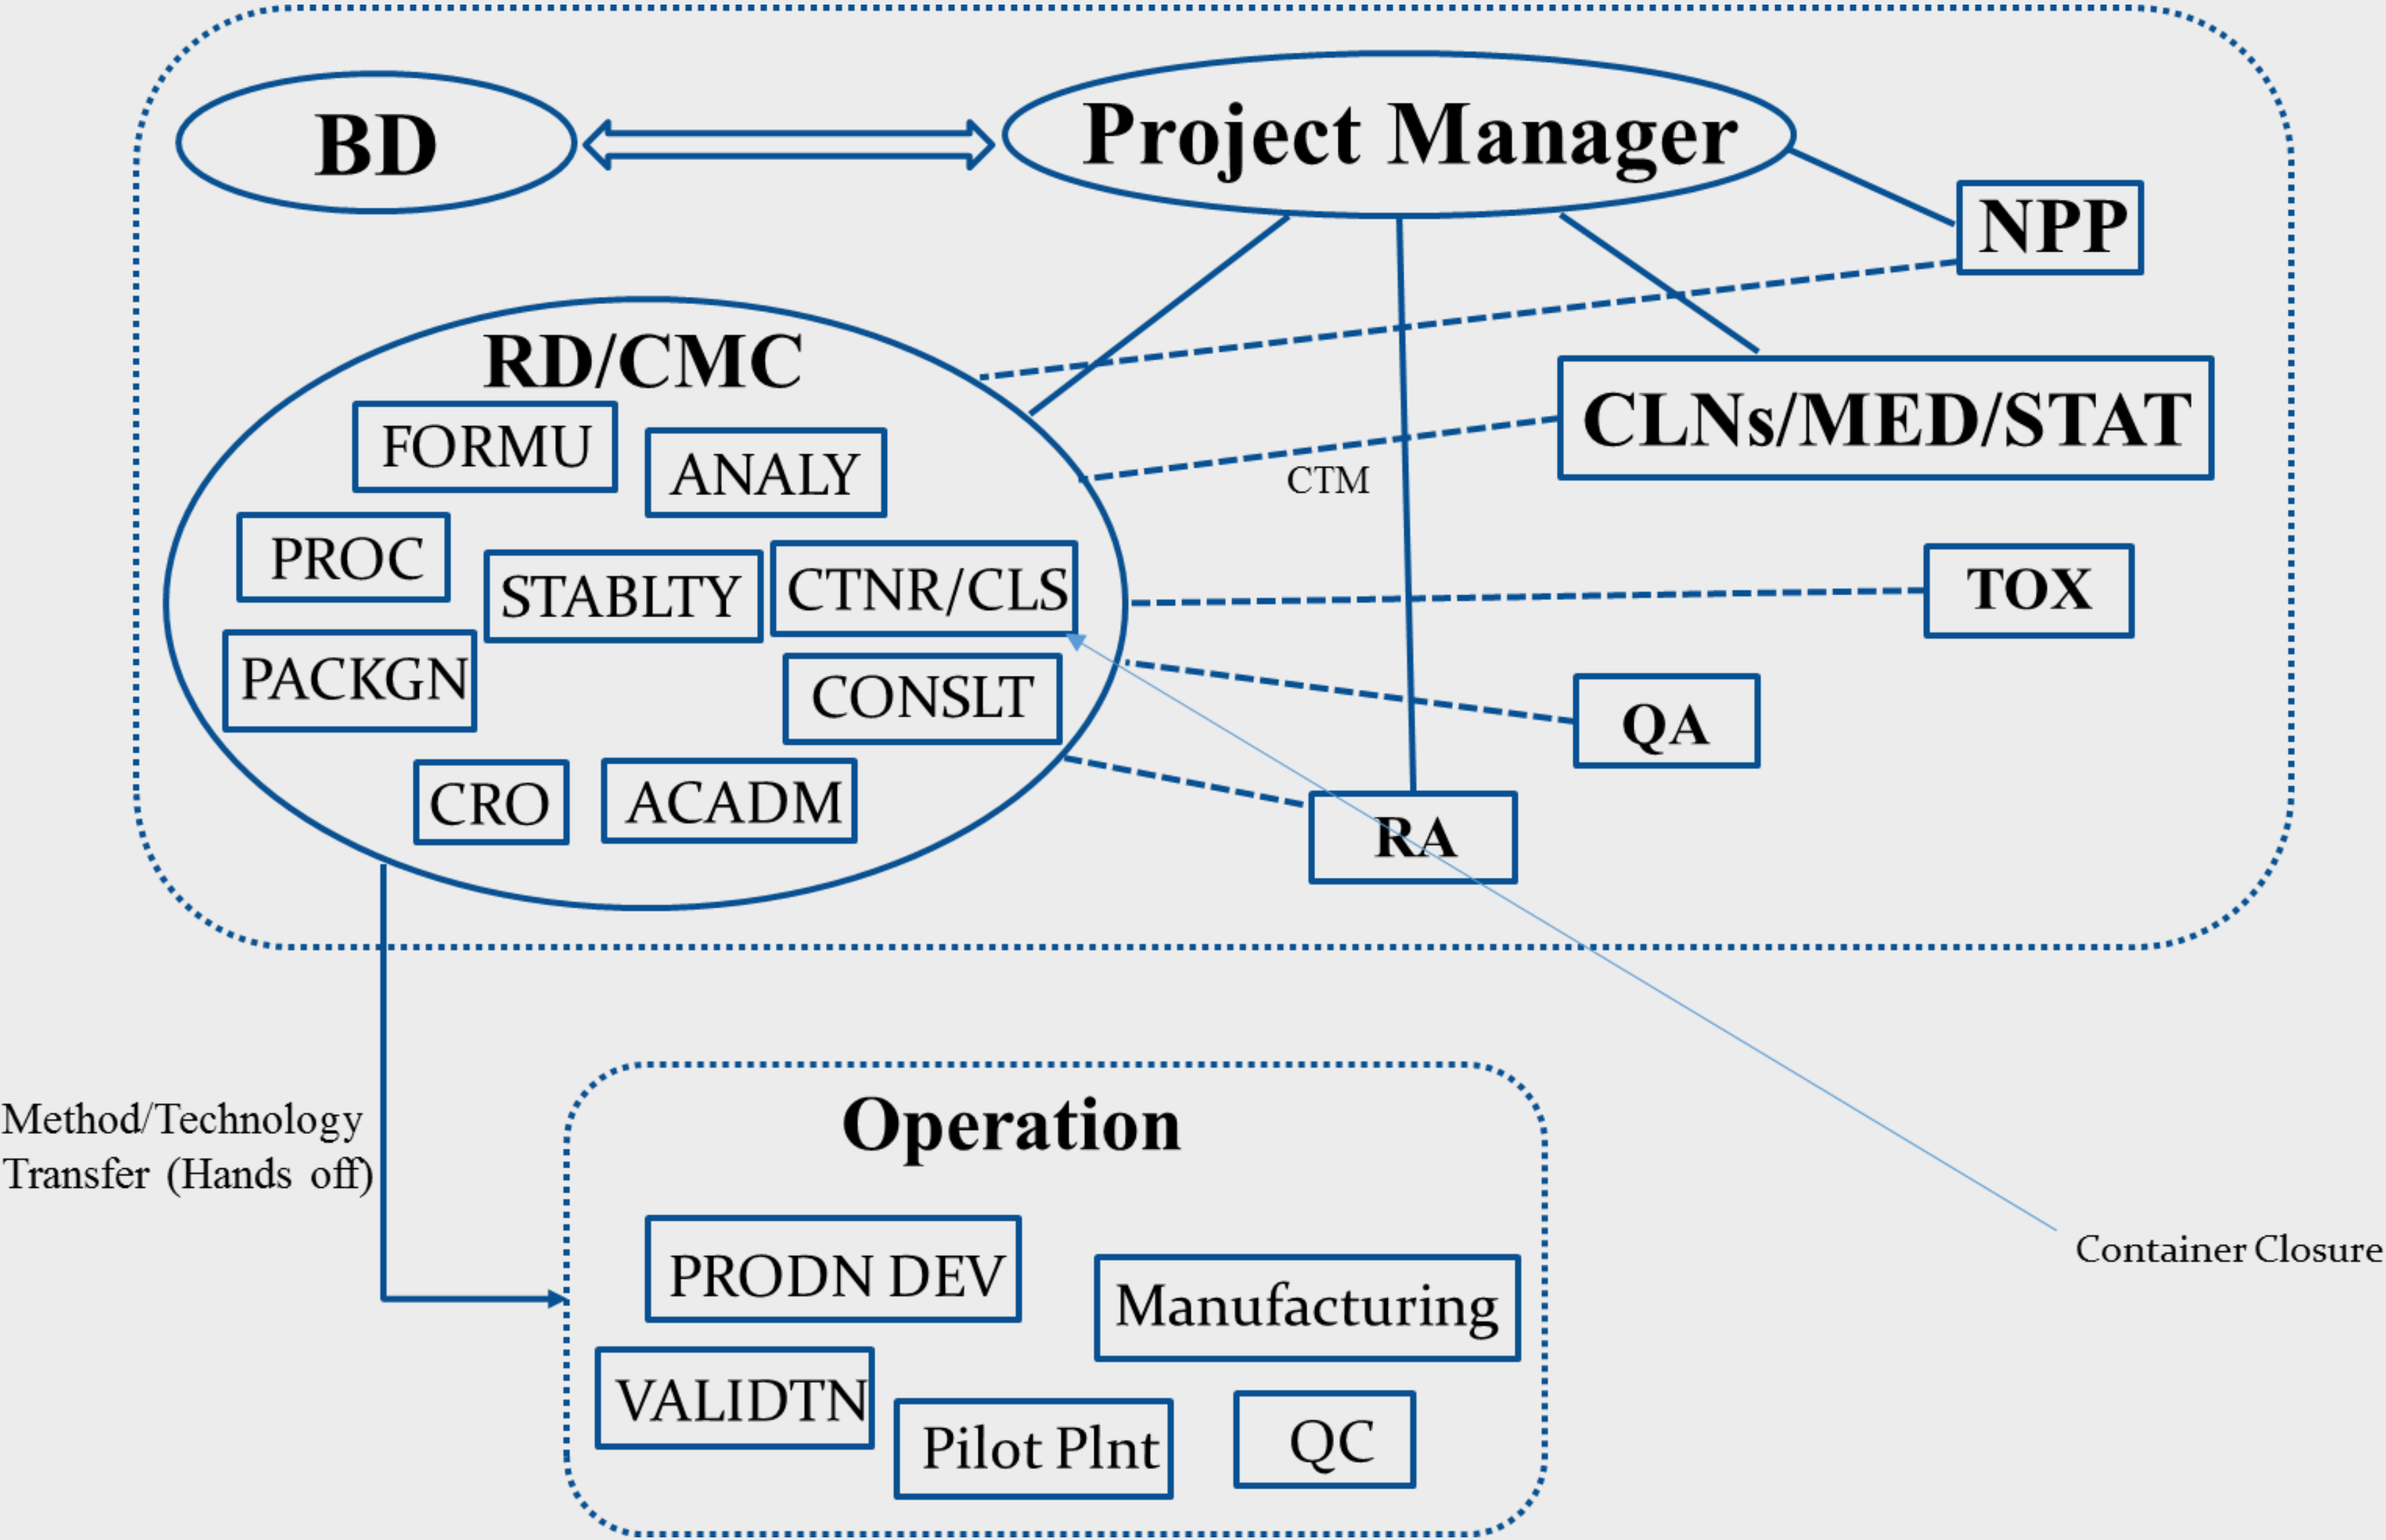 BD
Project Manager
NPP
RD/CMC
FORMU
ANALY
CLNs/MED/STAT
CTM
PROC
STABLTY
CTNR/CLS
TOX
PACKGN
CONSLT
QA
CRO
ACADM
RA
Method/Technology
Transfer (Hands off)
Operation
Container Closure
PRODN DEV
Manufacturing
VALIDTN
Pilot Plnt
QC